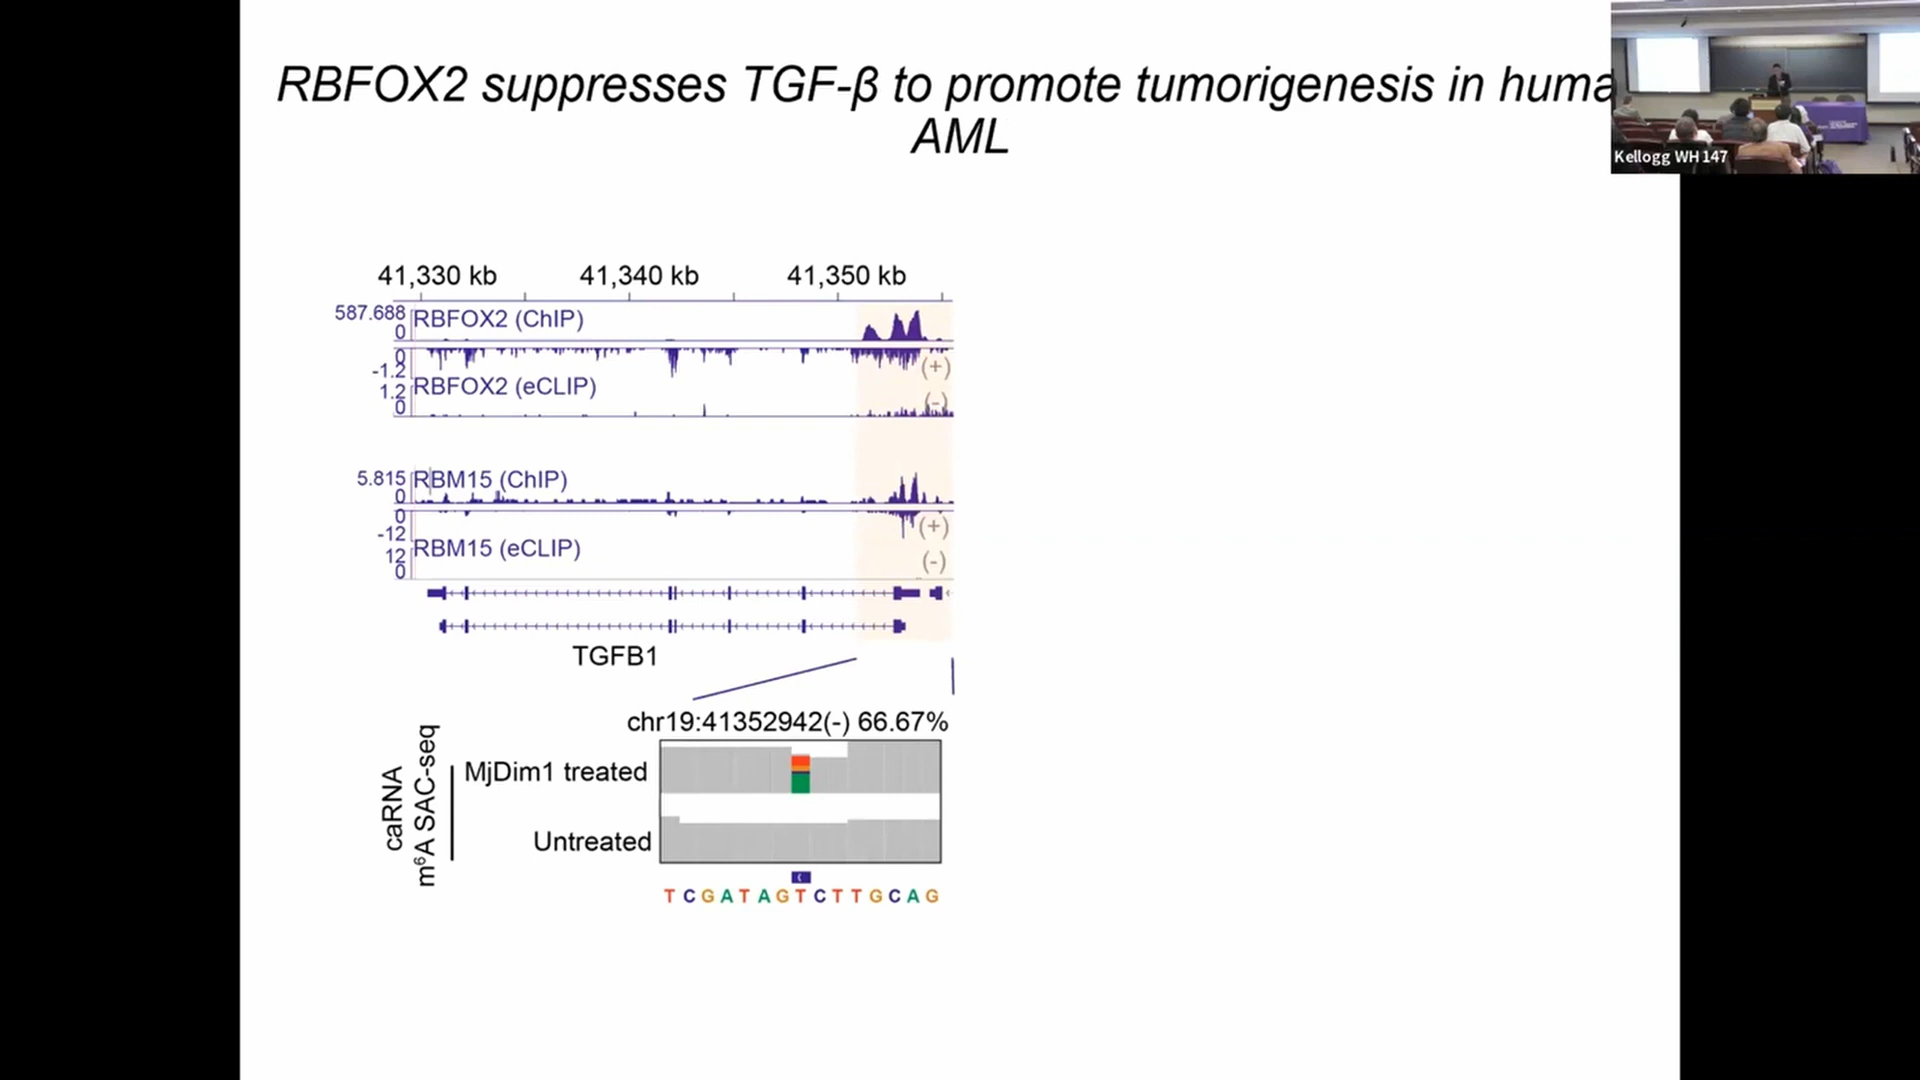 RBFOX2 suppresses TGF-β to promote tumorigenesis in huma
AML
Kellogg WH 147
41,330 kb 41,340 kb 41,350 kb
587.688
0
RBFOX2 (ChIP)
0
-1.2
(+)
RBFOX2 (eCLIP)
1.2
0
(-)
5.815
0
RBM15 (ChIP)
0
-12
(+)
RBM15 (eCLIP)
12
0
(-)
TGFB1
chr19:41352942(-) 66.67%
caRNA
m⁶A SAC-seq
MjDim1 treated
Untreated
TCGATAGTCTTGCAG